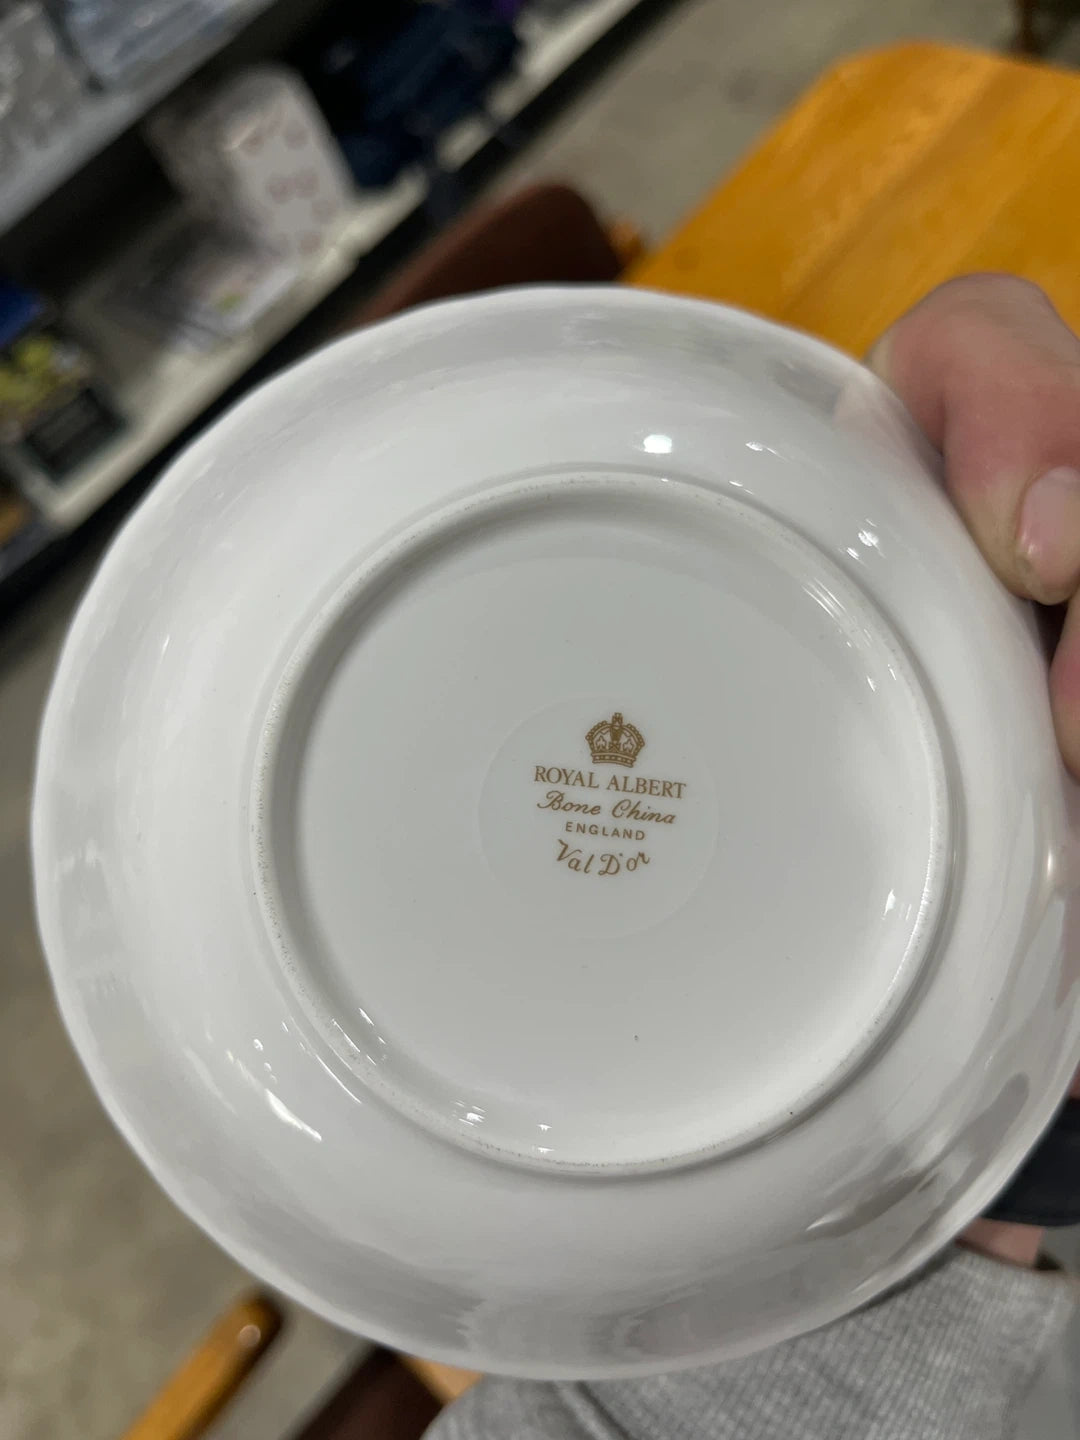 ROYAL ALBERT
Bone China
ENGLAND
Val D'or